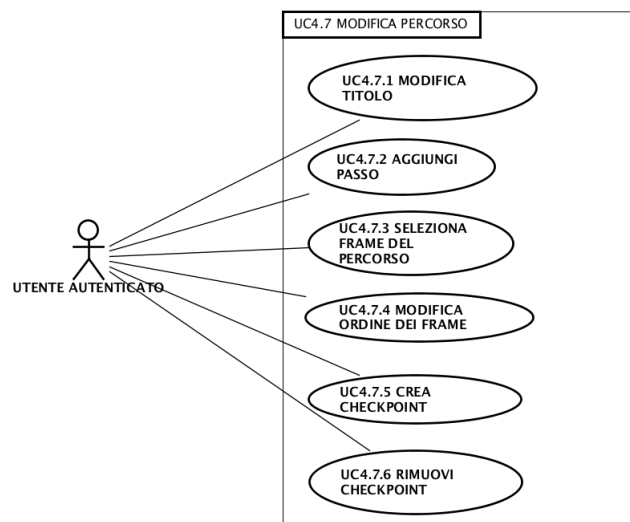 UC4.7 MODIFICA PERCORSO
UC4.7.1 MODIFICA
TITOLO
UC4.7.2 AGGIUNGI
PASSO
UC4.7.3 SELEZIONA
FRAME DEL
PERCORSO
UTENTE AUTENTICATO
UC4.7.4 MODIFICA
ORDINE DEI FRAME
UC4.7.5 CREA
CHECKPOINT
UC4.7.6 RIMUOVI
CHECKPOINT